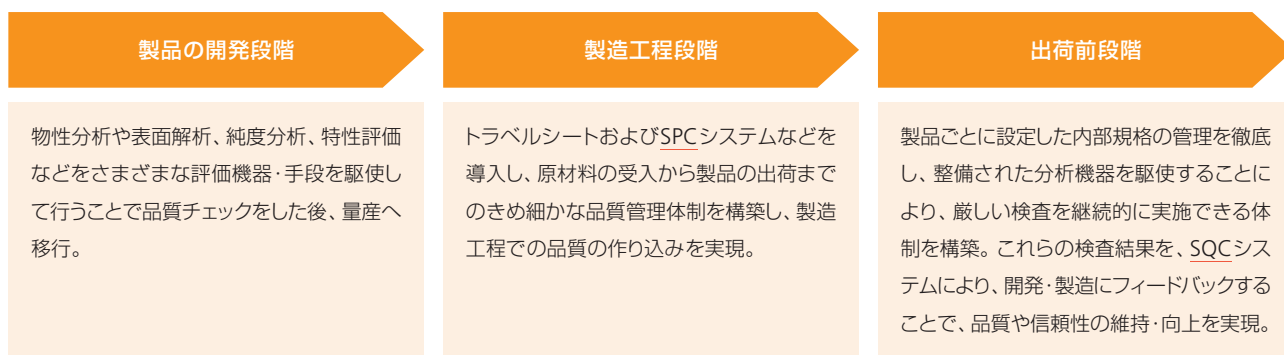 製品の開発段階
物性分析や表面解析、純度分析、特性評価
などをさまざまな評価機器・手段を駆使し
て行うことで品質チェックをした後、量産へ
移行。
製造工程段階
トラベルシートおよびSPCシステムなどを
導入し、原材料の受入から製品の出荷まで
のきめ細かな品質管理体制を構築し、製造
工程での品質の作り込みを実現。
出荷前段階
製品ごとに設定した内部規格の管理を徹底
し、整備された分析機器を駆使することに
より、厳しい検査を継続的に実施できる体
制を構築。これらの検査結果を、SQCシス
テムにより、開発・製造にフィードバックする
ことで、品質や信頼性の維持・向上を実現。